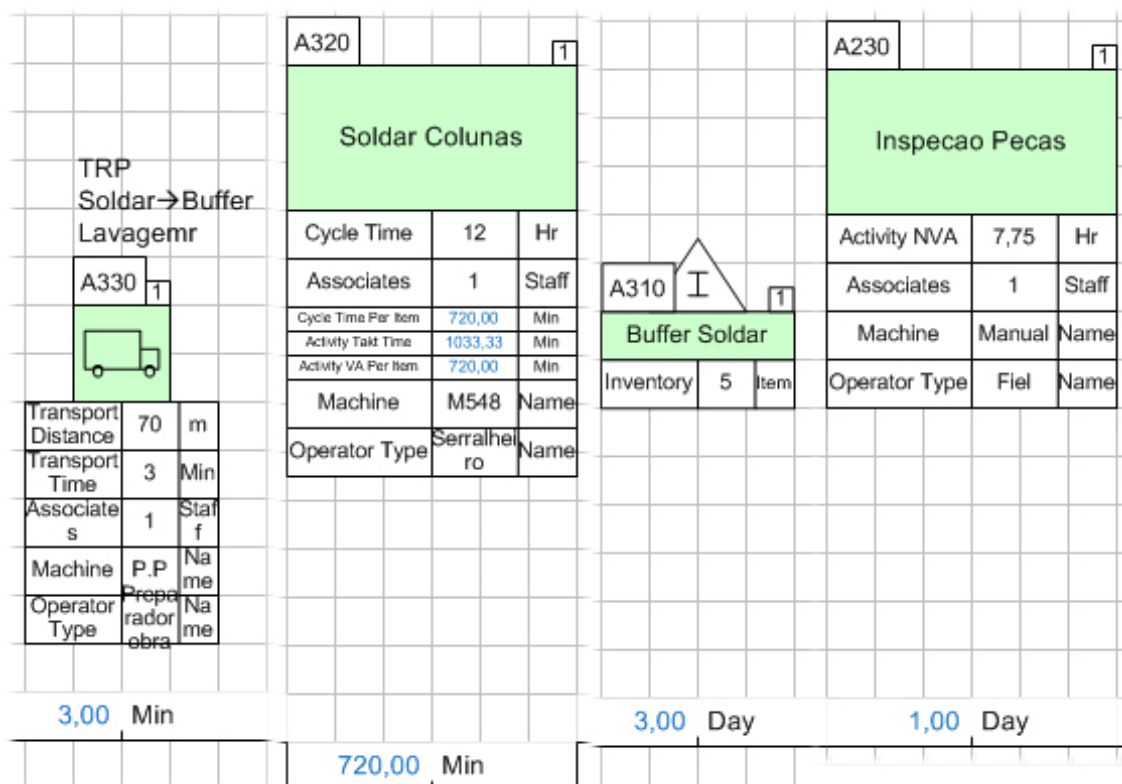 TRP
Soldar→Buffer
Lavagemr
A330
1
Transport Distance 70 m
Transport Time 3 Min
Associates 1 Staff
Machine P.P Name
Operator Type Preparador obra Name
3,00 Min
A320
1
Soldar Colunas
Cycle Time 12 Hr
Associates 1 Staff
Cycle Time Per Item 720,00 Min
Activity Takt Time 1033,33 Min
Activity VA Per Item 720,00 Min
Machine M548 Name
Operator Type Serralheiro Name
720,00 Min
A310
I
1
Buffer Soldar
Inventory 5 Item
3,00 Day
A230
1
Inspecao Pecas
Activity NVA 7,75 Hr
Associates 1 Staff
Machine Manual Name
Operator Type Fiel Name
1,00 Day